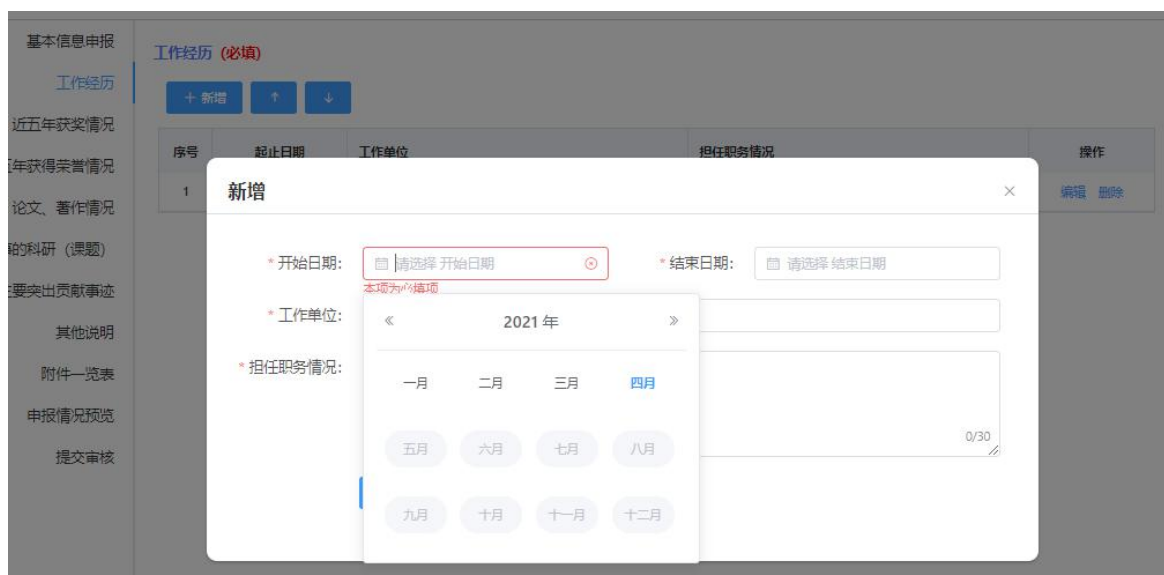 基本信息申报
工作经历
近五年获奖情况
年获得荣誉情况
论文、著作情况
的科研（课题）
要突出贡献事迹
其他说明
附件一览表
申报情况预览
提交审核
工作经历 (必填)
+ 新增 ↑ ↓
序号 起止日期 工作单位 担任职务情况 操作
1 编辑 删除
新增 ×
* 开始日期: 请选择 开始日期 * 结束日期: 请选择 结束日期
本项为必填项
* 工作单位:
« 2021 年 »
* 担任职务情况:
一月 二月 三月 四月
五月 六月 七月 八月
0/30
九月 十月 十一月 十二月